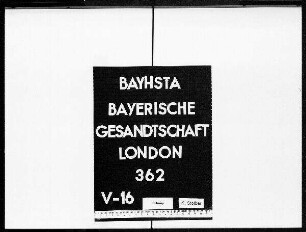 BAYHSTA
BAYERISCHE
GESANDTSCHAFT
LONDON
362
V-16